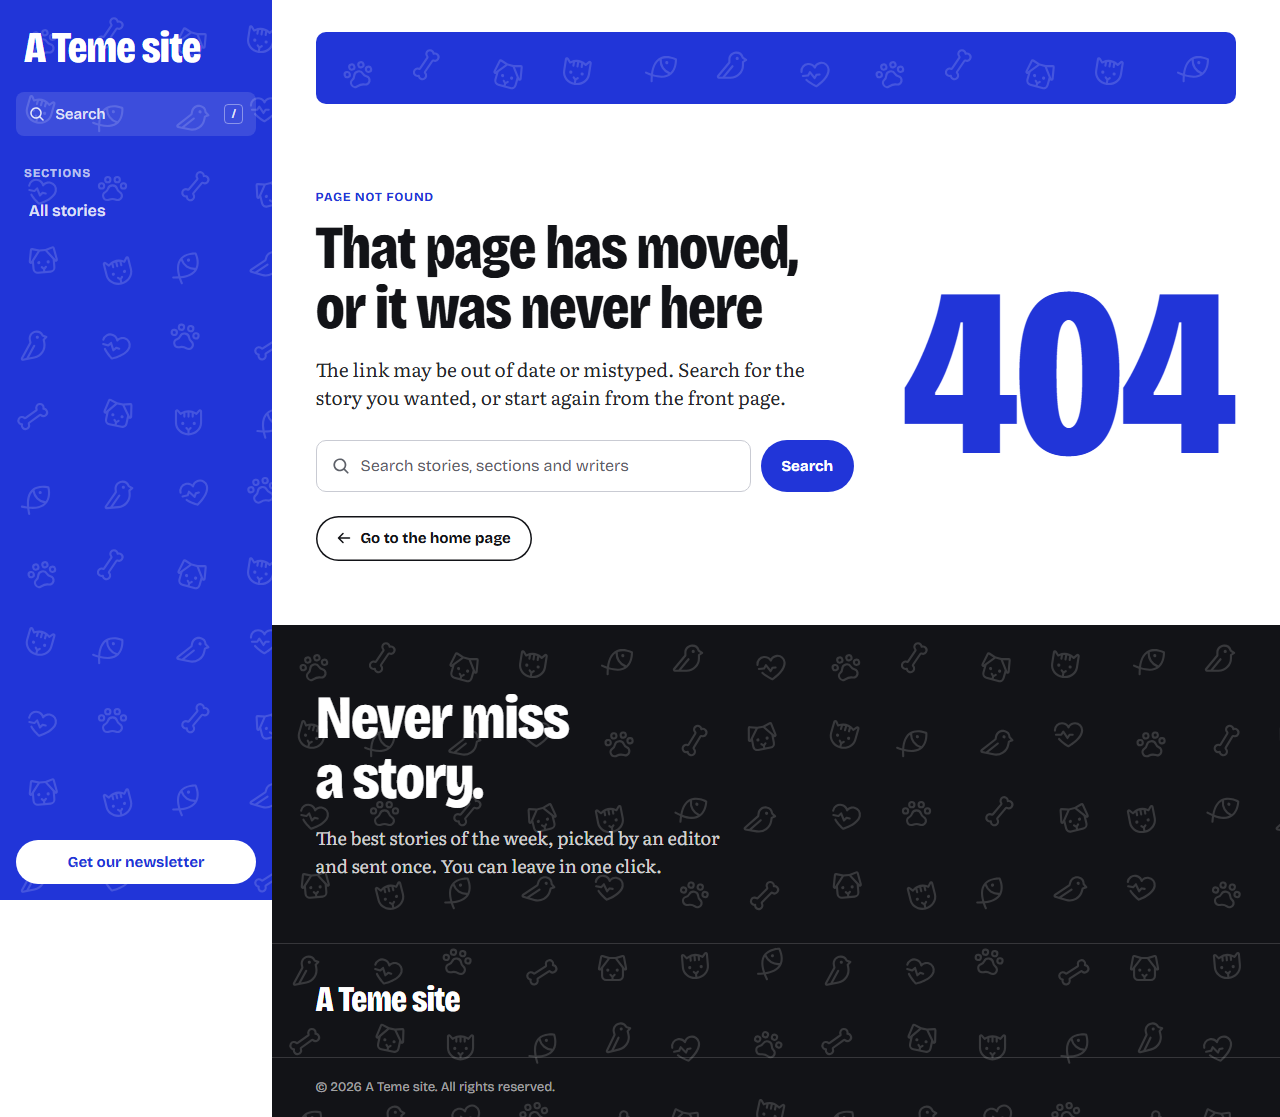 A Teme site
Search
/
SECTIONS
All stories
Get our newsletter
PAGE NOT FOUND
That page has moved,
or it was never here
The link may be out of date or mistyped. Search for the
story you wanted, or start again from the front page.
Search stories, sections and writers
Search
Go to the home page
404
Never miss
a story.
The best stories of the week, picked by an editor
and sent once. You can leave in one click.
A Teme site
© 2026 A Teme site. All rights reserved.